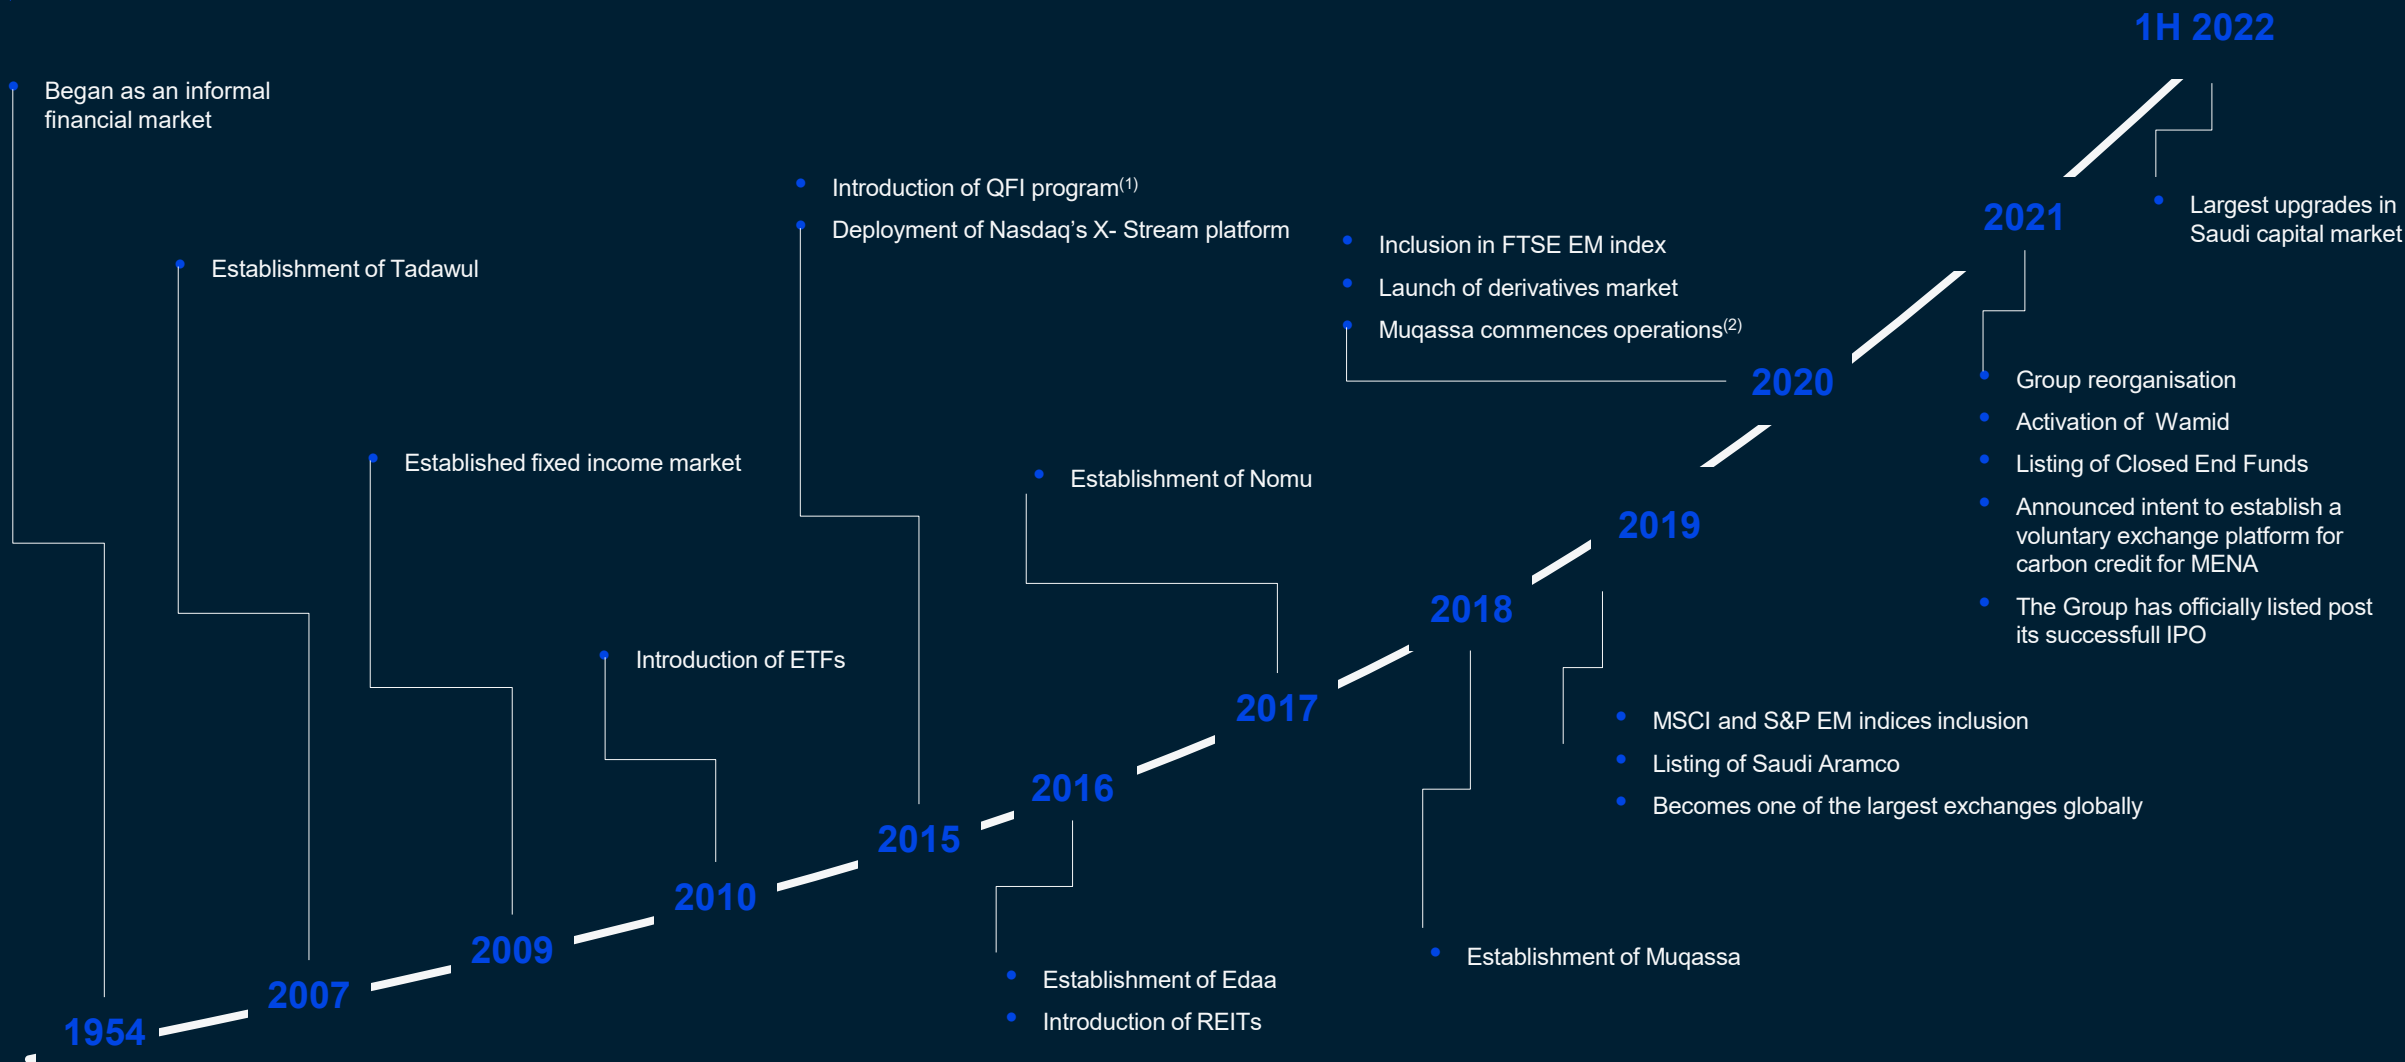 1H 2022
Began as an informal
financial market
Introduction of QFI program(1)
Deployment of Nasdaq’s X- Stream platform
2021
Largest upgrades in
Saudi capital market
Establishment of Tadawul
Inclusion in FTSE EM index
Launch of derivatives market
Muqassa commences operations(2)
2020
Group reorganisation
Activation of  Wamid
Listing of Closed End Funds
Announced intent to establish a
voluntary exchange platform for
carbon credit for MENA
The Group has officially listed post
its successfull IPO
Established fixed income market
Establishment of Nomu
2019
2018
Introduction of ETFs
2017
MSCI and S&P EM indices inclusion
Listing of Saudi Aramco
Becomes one of the largest exchanges globally
2016
2015
2010
2009
Establishment of Muqassa
Establishment of Edaa
Introduction of REITs
2007
1954